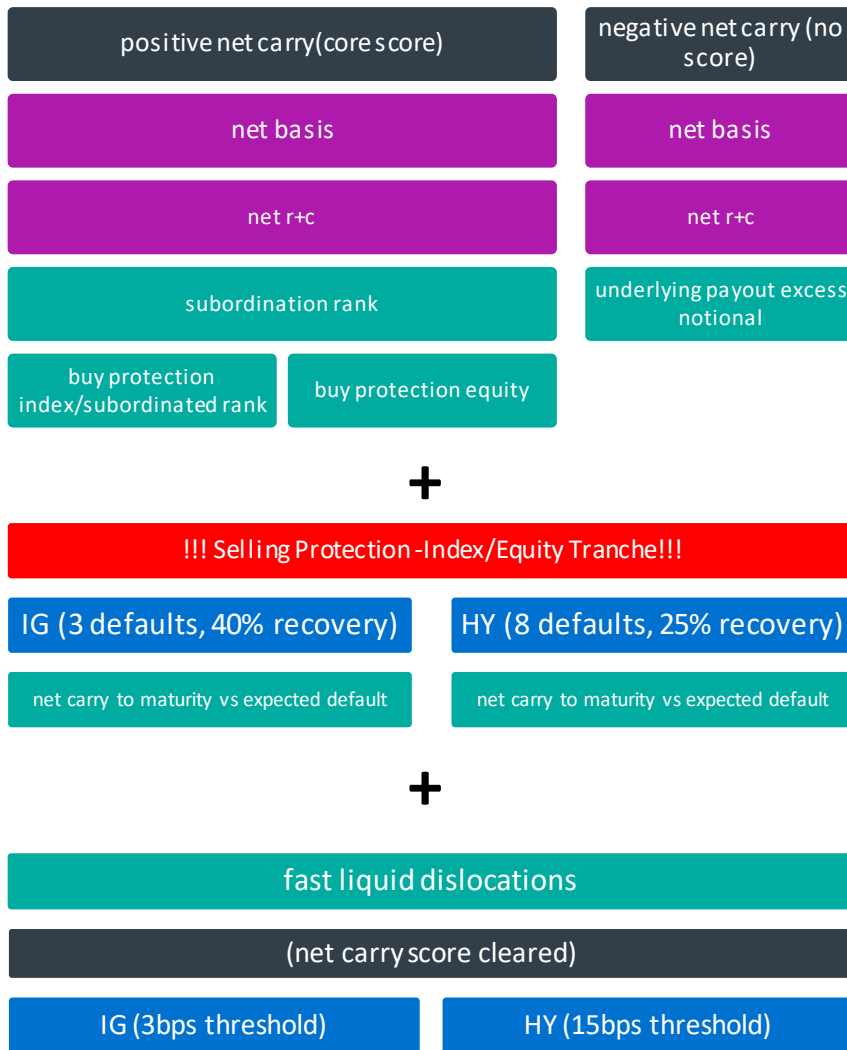 positive net carry(core score)
negative net carry (no
score)
net basis
net basis
net r+c
net r+c
subordination rank
underlying payout excess
notional
buy protection
index/subordinated rank
buy protection equity
+
!!! Selling Protection -Index/Equity Tranche!!!
IG (3 defaults, 40% recovery)
HY (8 defaults, 25% recovery)
net carry to maturity vs expected default
net carry to maturity vs expected default
+
fast liquid dislocations
(net carry score cleared)
IG (3bps threshold)
HY (15bps threshold)